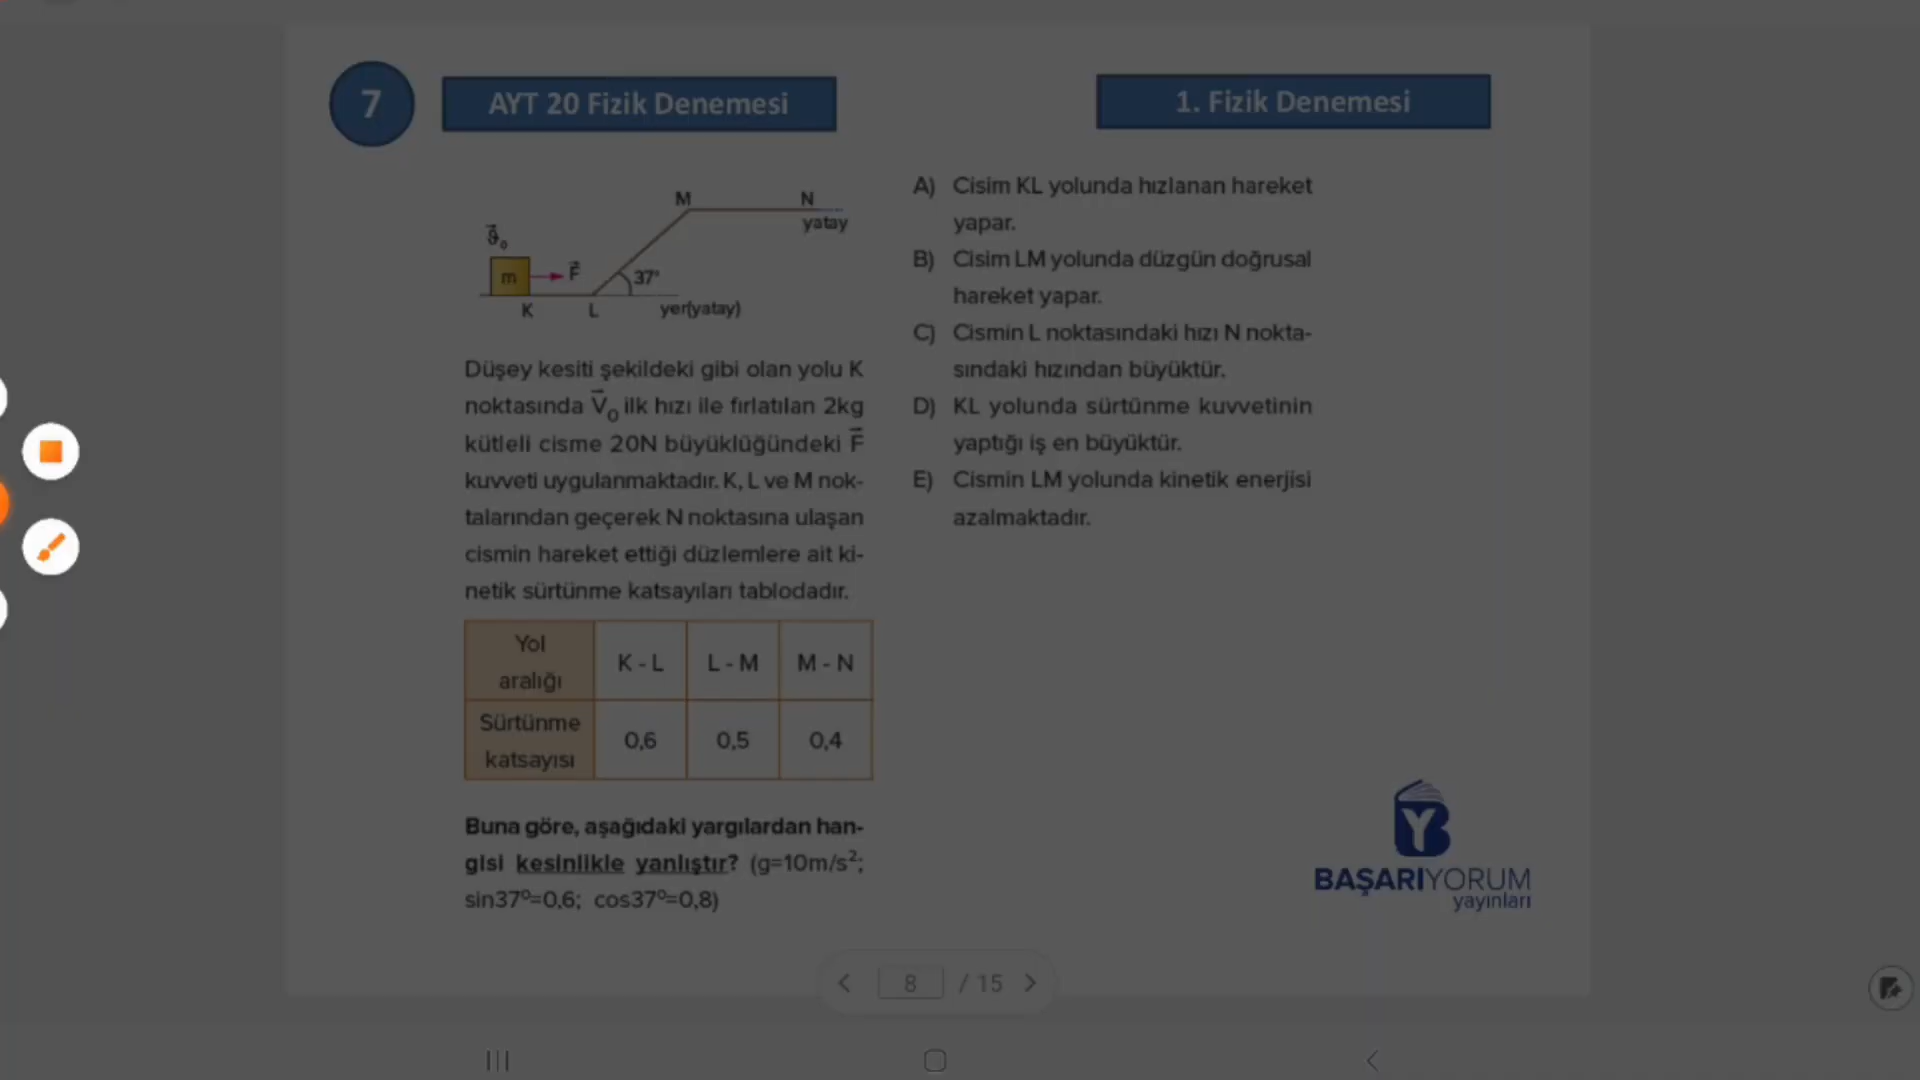 7
AYT 20 Fizik Denemesi
1. Fizik Denemesi
M
N
yatay
ϑ⃗₀
m
F⃗
37°
K
L
yer(yatay)
Düşey kesiti şekildeki gibi olan yolu K
noktasında V⃗₀ ilk hızı ile fırlatılan 2kg
kütleli cisme 20N büyüklüğündeki F⃗
kuvveti uygulanmaktadır. K, L ve M nok-
talarından geçerek N noktasına ulaşan
cismin hareket ettiği düzlemlere ait ki-
netik sürtünme katsayıları tablodadır.
Yol aralığı
K - L
L - M
M - N
Sürtünme katsayısı
0,6
0,5
0,4
Buna göre, aşağıdaki yargılardan han-
gisi kesinlikle yanlıştır? (g=10m/s²;
sin37⁰=0,6; cos37⁰=0,8)
A) Cisim KL yolunda hızlanan hareket
yapar.
B) Cisim LM yolunda düzgün doğrusal
hareket yapar.
C) Cismin L noktasındaki hızı N nokta-
sındaki hızından büyüktür.
D) KL yolunda sürtünme kuvvetinin
yaptığı iş en büyüktür.
E) Cismin LM yolunda kinetik enerjisi
azalmaktadır.
BAŞARIYORUM
yayınları
8 / 15